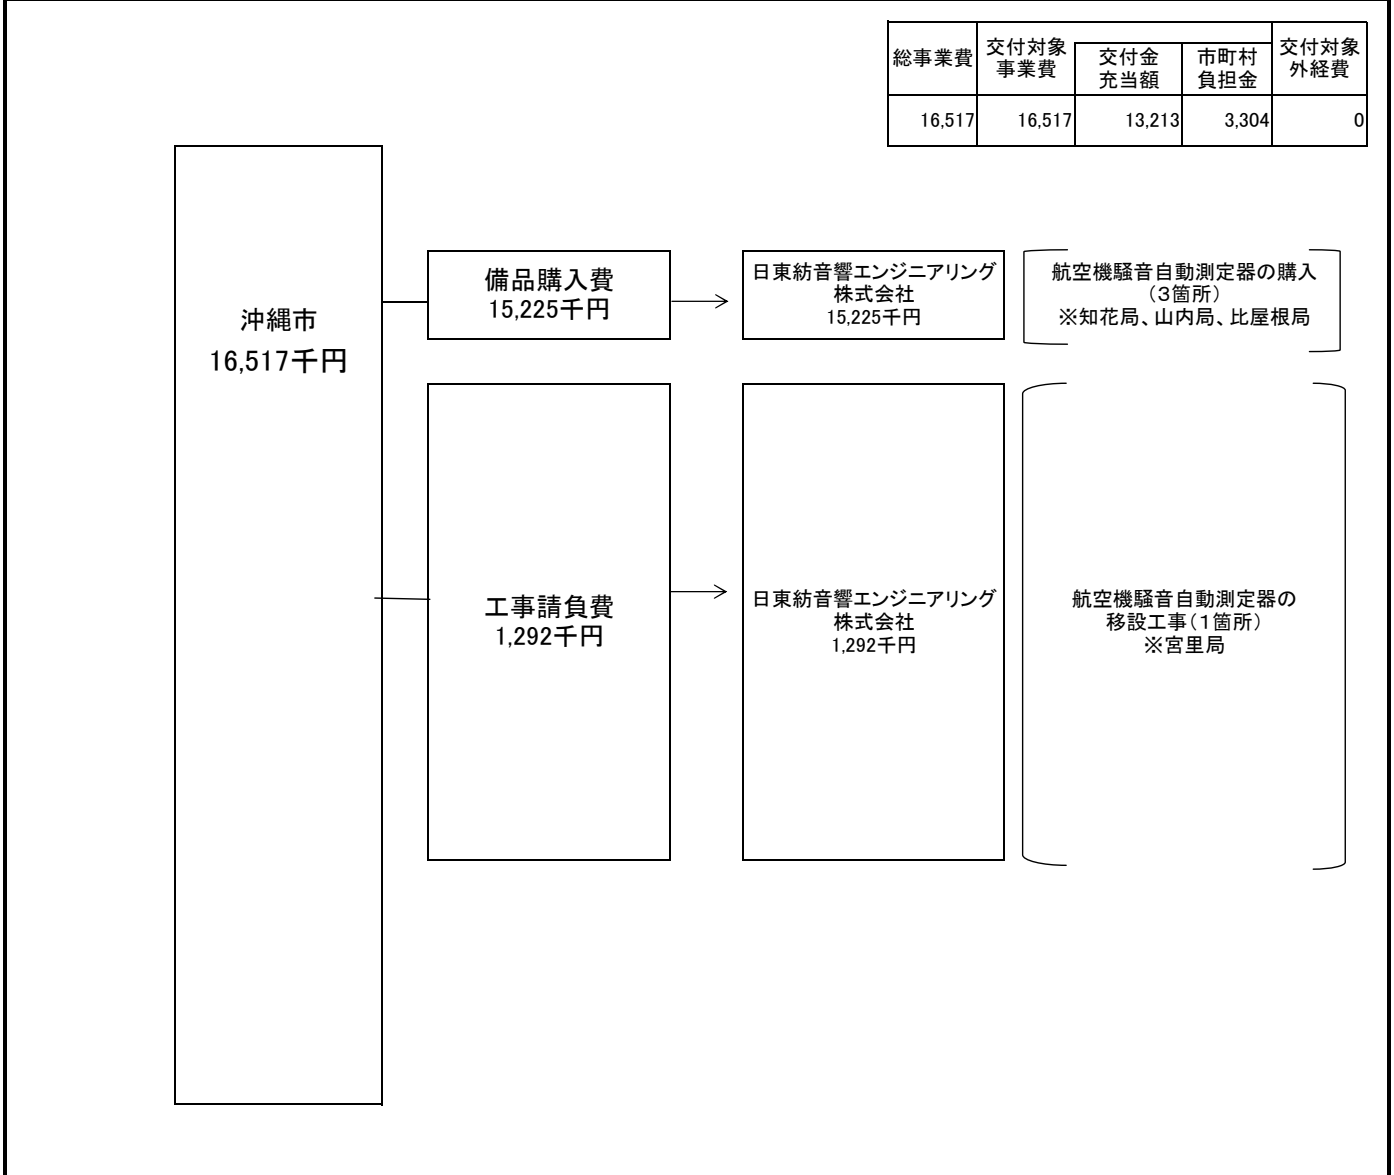 総事業費
交付対象
事業費
交付金
充当額
市町村
負担金
交付対象
外経費
16,517
16,517
13,213
3,304
0
沖縄市
16,517千円
備品購入費
15,225千円
日東紡音響エンジニアリング
株式会社
15,225千円
航空機騒音自動測定器の購入
（3箇所）
※知花局、山内局、比屋根局
工事請負費
1,292千円
日東紡音響エンジニアリング
株式会社
1,292千円
航空機騒音自動測定器の
移設工事（1箇所）
※宮里局